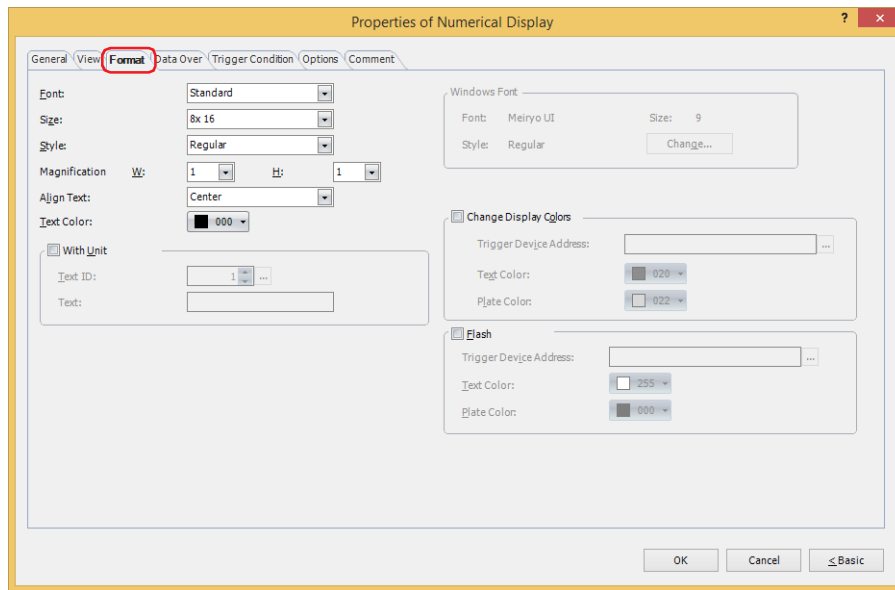 Properties of Numerical Display ? ×
General View Format Data Over Trigger Condition Options Comment
Font: Standard
Size: 8x 16
Style: Regular
Magnification W: 1 H: 1
Align Text: Center
Text Color: 000
With Unit
Text ID: 1 ...
Text:
Windows Font
Font: Meiryo UI Size: 9
Style: Regular Change...
Change Display Colors
Trigger Device Address: ...
Text Color: 020
Plate Color: 022
Flash
Trigger Device Address: ...
Text Color: 255
Plate Color: 000
OK Cancel < Basic